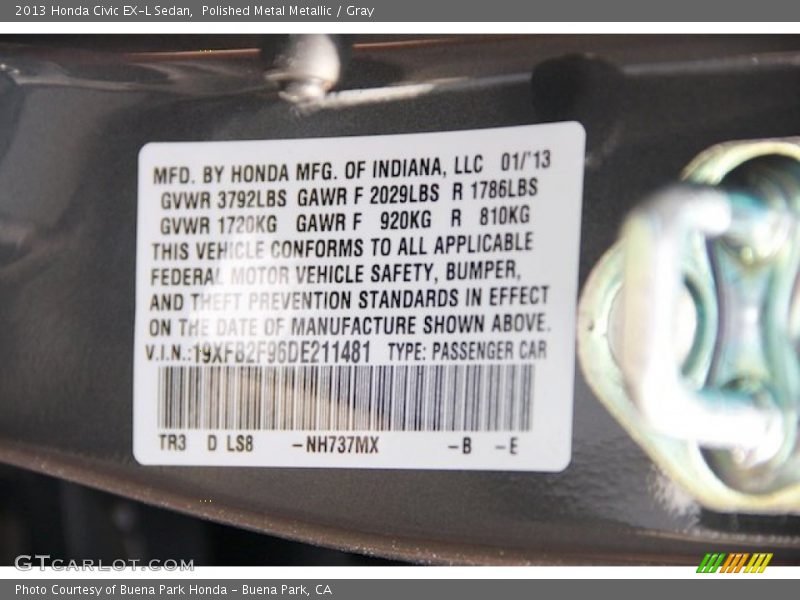 2013 Honda Civic EX-L Sedan,  Polished Metal Metallic / Gray
MFD. BY HONDA MFG. OF INDIANA, LLC 01/'13
GVWR 3792LBS GAWR F 2029LBS R 1786LBS
GVWR 1720KG GAWR F 920KG R 810KG
THIS VEHICLE CONFORMS TO ALL APPLICABLE
FEDERAL MOTOR VEHICLE SAFETY, BUMPER,
AND THEFT PREVENTION STANDARDS IN EFFECT
ON THE DATE OF MANUFACTURE SHOWN ABOVE.
V.I.N.:19XFB2F96DE211481 TYPE: PASSENGER CAR
TR3 D LS8 -NH737MX -B -E
GTCARLOT.COM
Photo Courtesy of Buena Park Honda - Buena Park, CA